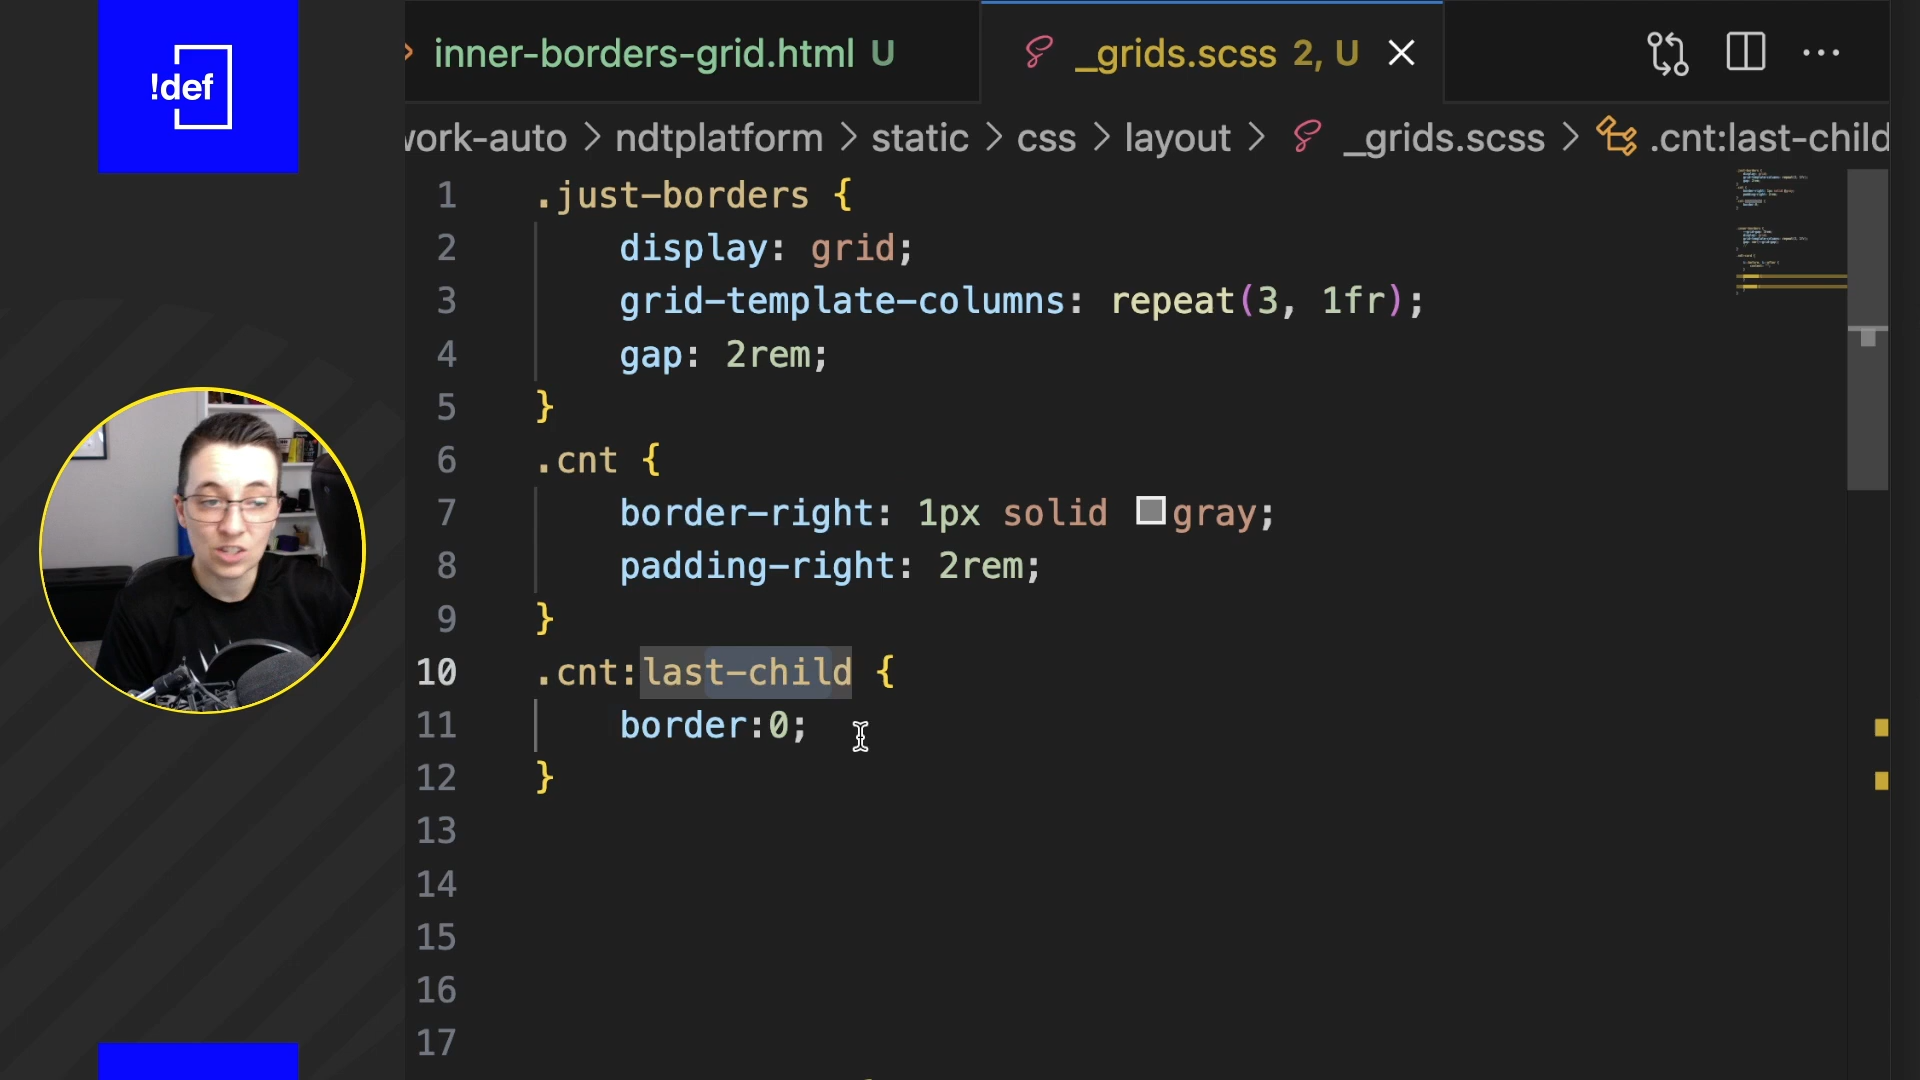 !def
inner-borders-grid.html U
_grids.scss 2, U
work-auto > ndtplatform > static > css > layout > _grids.scss > .cnt:last-child
1 .just-borders {
2 display: grid;
3 grid-template-columns: repeat(3, 1fr);
4 gap: 2rem;
5 }
6 .cnt {
7 border-right: 1px solid gray;
8 padding-right: 2rem;
9 }
10 .cnt:last-child {
11 border:0;
12 }
13
14
15
16
17